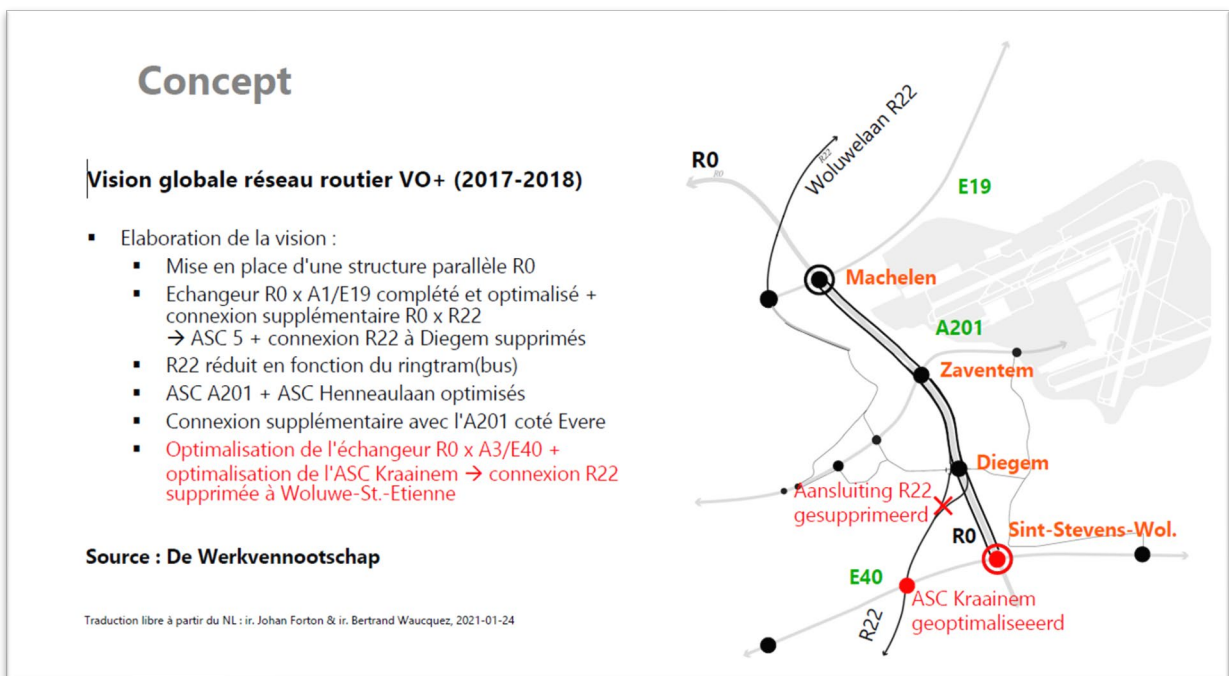 Concept
Vision globale réseau routier VO+ (2017-2018)
▪ Elaboration de la vision :
▪ Mise en place d'une structure parallèle R0
▪ Echangeur R0 x A1/E19 complété et optimalisé +
connexion supplémentaire R0 x R22
→ ASC 5 + connexion R22 à Diegem supprimés
▪ R22 réduit en fonction du ringtram(bus)
▪ ASC A201 + ASC Henneaulaan optimisés
▪ Connexion supplémentaire avec l'A201 coté Evere
▪ Optimalisation de l'échangeur R0 x A3/E40 +
optimalisation de l'ASC Kraainem → connexion R22
supprimée à Woluwe-St.-Etienne
Source : De Werkvennootschap
Traduction libre à partir du NL : ir. Johan Forton & ir. Bertrand Waucquez, 2021-01-24
R0
R0
R22
Woluwelaan R22
E19
Machelen
A201
Zaventem
Diegem
Aansluiting R22
gesupprimeerd
R0
Sint-Stevens-Wol.
E40
ASC Kraainem
geoptimaliseeerd
R22